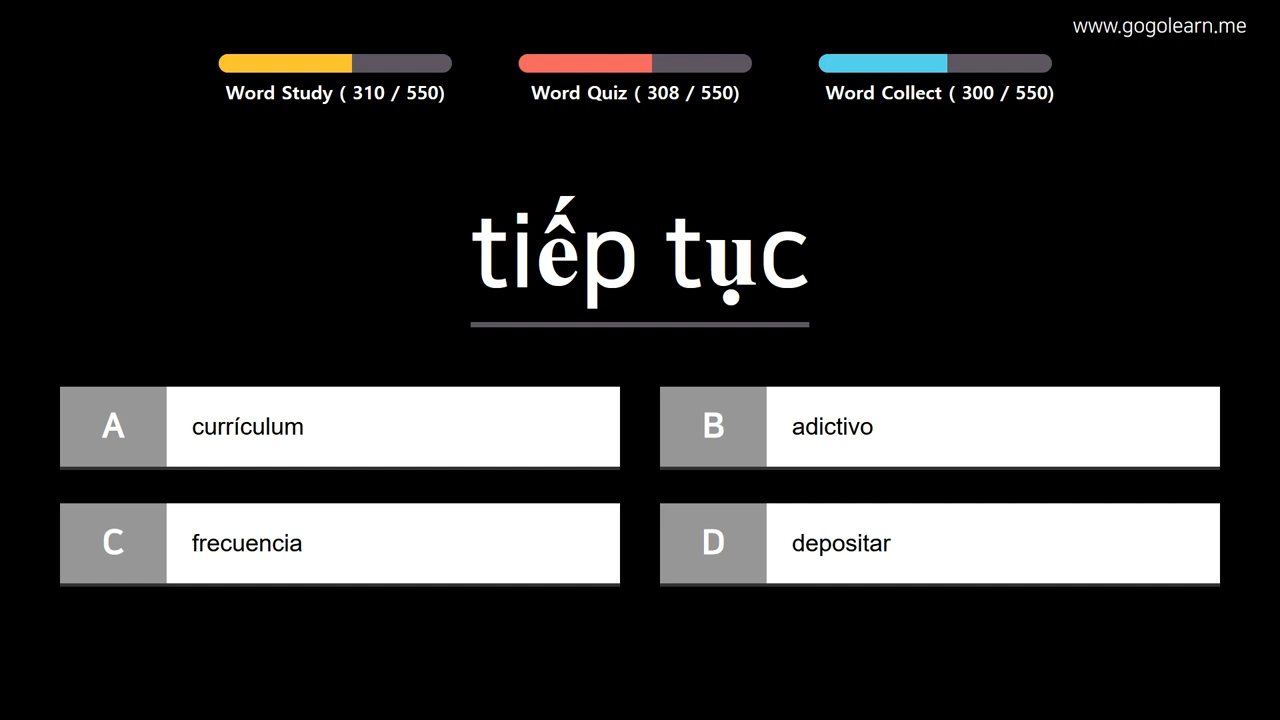 www.gogolearn.me
Word Study ( 310 / 550)
Word Quiz ( 308 / 550)
Word Collect ( 300 / 550)
tiếp tục
A currículum
B adictivo
C frecuencia
D depositar